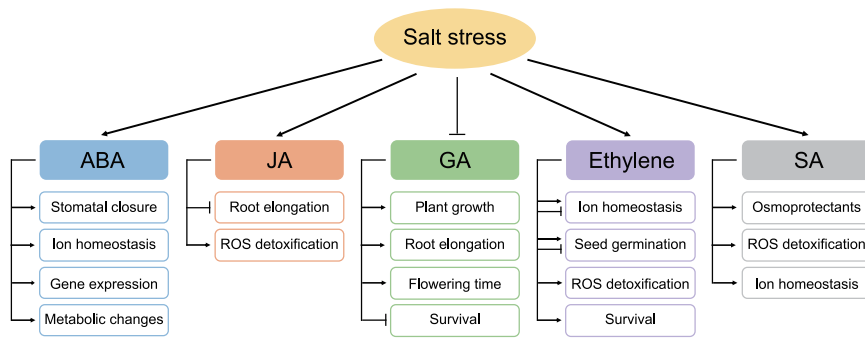 Salt stress
ABA
JA
GA
Ethylene
SA
Stomatal closure
Ion homeostasis
Gene expression
Metabolic changes
Root elongation
ROS detoxification
Plant growth
Root elongation
Flowering time
Survival
Ion homeostasis
Seed germination
ROS detoxification
Survival
Osmoprotectants
ROS detoxification
Ion homeostasis